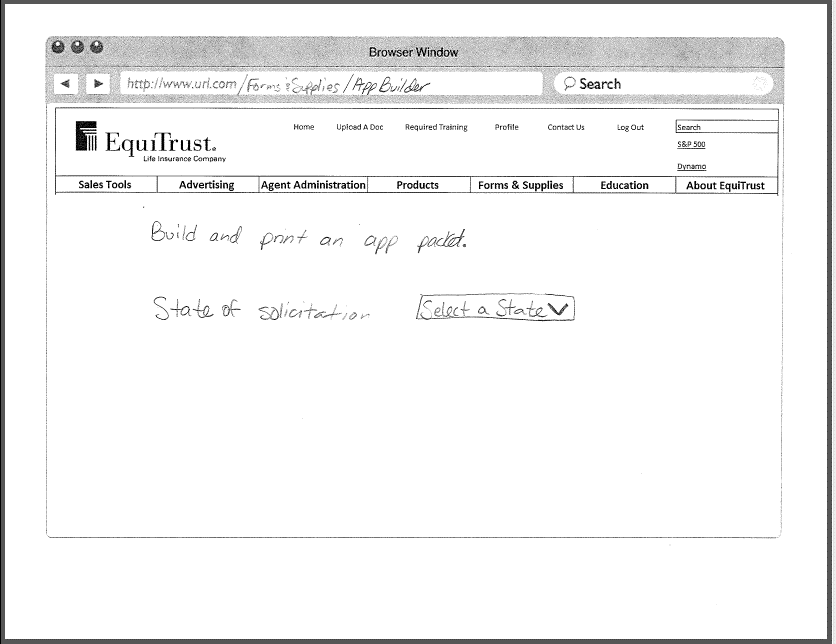 Browser Window
http://www.url.com/Forms&Supplies/AppBuilder
Search
EquiTrust®
Life Insurance Company
Home Upload A Doc Required Training Profile Contact Us Log Out
Search
S&P 500
Dynamo
Sales Tools Advertising Agent Administration Products Forms & Supplies Education About EquiTrust
Build and print an app packet.
State of solicitation Select a State